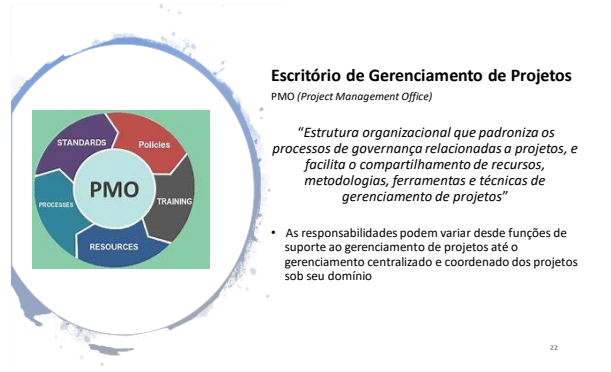 Escritório de Gerenciamento de Projetos
PMO (Project Management Office)
“Estrutura organizacional que padroniza os
processos de governança relacionadas a projetos, e
facilita o compartilhamento de recursos,
metodologias, ferramentas e técnicas de
gerenciamento de projetos”
• As responsabilidades podem variar desde funções de
suporte ao gerenciamento de projetos até o
gerenciamento centralizado e coordenado dos projetos
sob seu domínio
STANDARDS
Policies
PROCESSES
PMO
TRAINING
RESOURCES
22